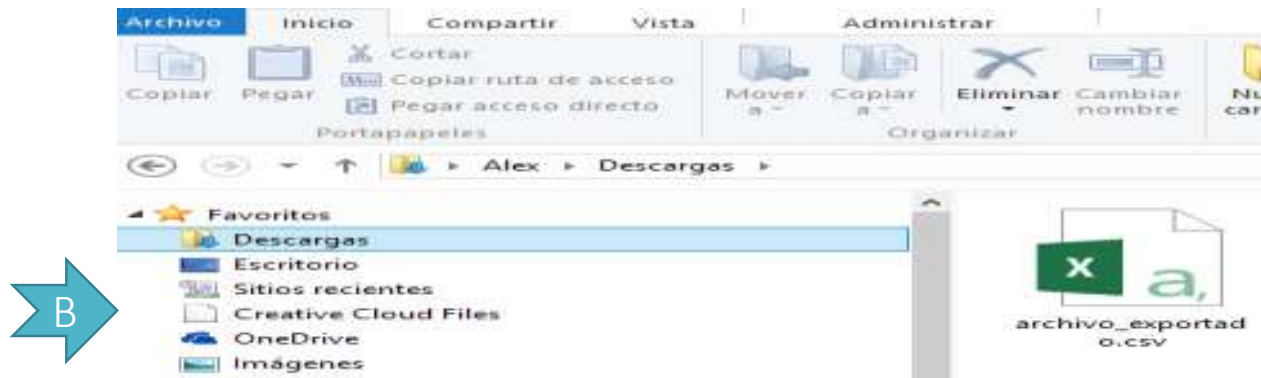 Archivo Inicio Compartir Vista Administrar
Cortar
Copiar ruta de acceso
Pegar acceso directo
Copiar Pegar
Mover a Copiar a Eliminar Cambiar nombre
Portapapeles Organizar
Alex Descargas
Favoritos
Descargas
Escritorio
Sitios recientes
Creative Cloud Files
OneDrive
Imágenes
B
X a,
archivo_exportad
o.csv